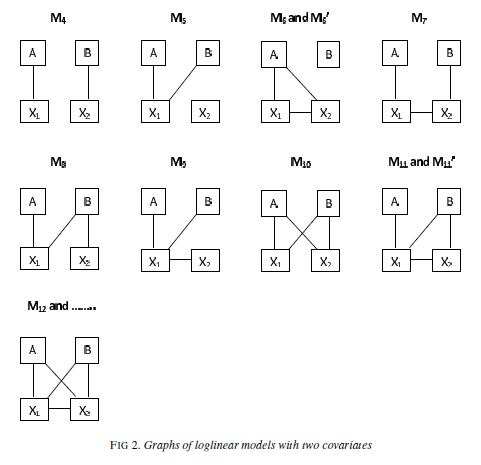 M4 M5 M6 and M6′ M7
A B A B A B A B
X1 X2 X1 X2 X1 X2 X1 X2
M8 M9 M10 M11 and M11″
A B A B A B A B
X1 X2 X1 X2 X1 X2 X1 X2
M12 and ........
A B
X1 X2
FIG 2. Graphs of loglinear models with two covariates